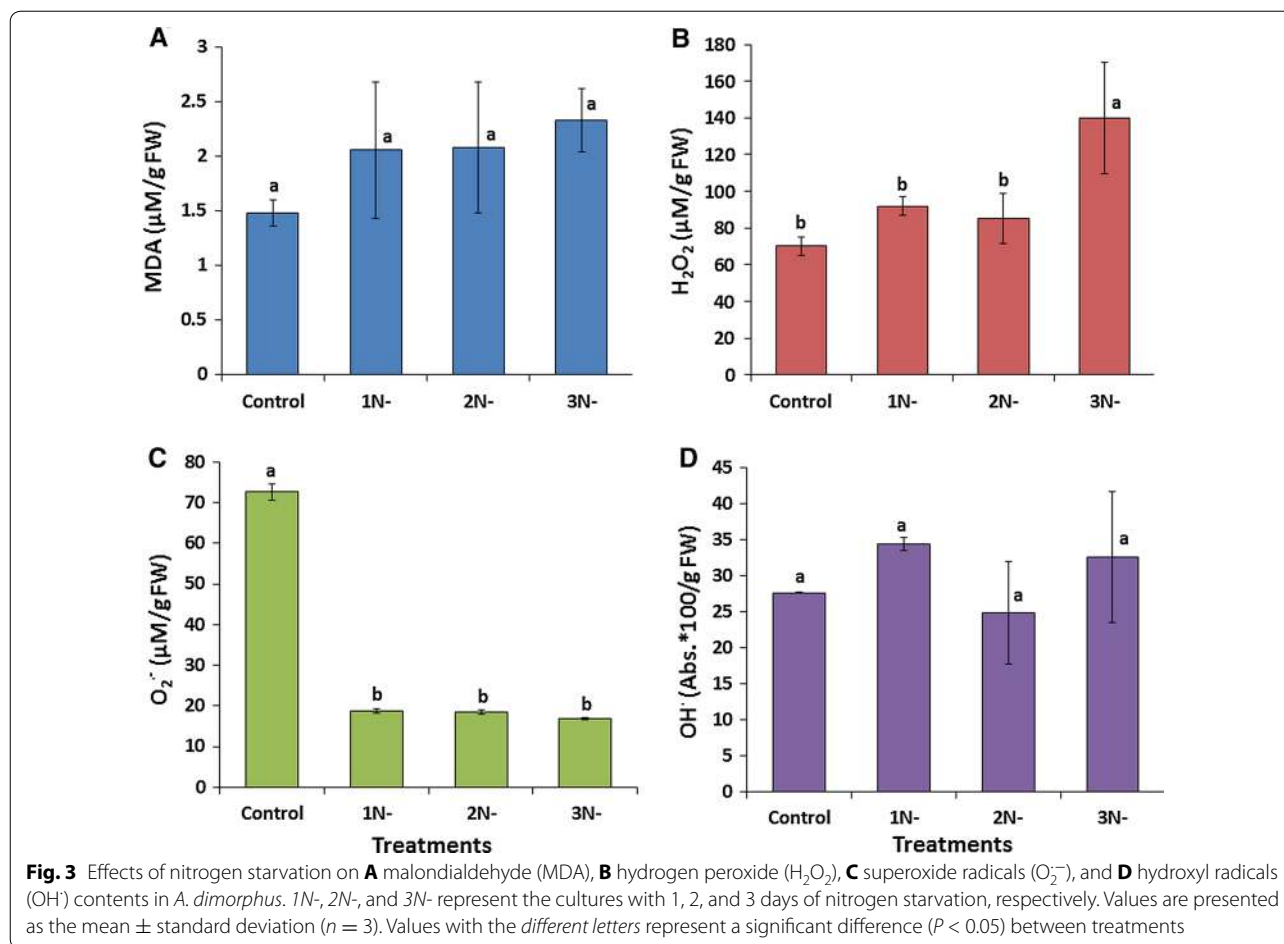 A
MDA (μM/g FW)
3
2.5
2
1.5
1
0.5
0
a
a
a
a
Control 1N- 2N- 3N-
B
H₂O₂ (μM/g FW)
180
160
140
120
100
80
60
40
20
0
b
b
b
a
Control 1N- 2N- 3N-
C
O₂·⁻ (μM/g FW)
80
70
60
50
40
30
20
10
0
a
b
b
b
Control 1N- 2N- 3N-
Treatments
D
OH· (Abs.*100/g FW)
45
40
35
30
25
20
15
10
5
0
a
a
a
a
Control 1N- 2N- 3N-
Treatments
Fig. 3 Effects of nitrogen starvation on A malondialdehyde (MDA), B hydrogen peroxide (H₂O₂), C superoxide radicals (O₂·⁻), and D hydroxyl radicals
(OH·) contents in A. dimorphus. 1N-, 2N-, and 3N- represent the cultures with 1, 2, and 3 days of nitrogen starvation, respectively. Values are presented
as the mean ± standard deviation (n = 3). Values with the different letters represent a significant difference (P < 0.05) between treatments